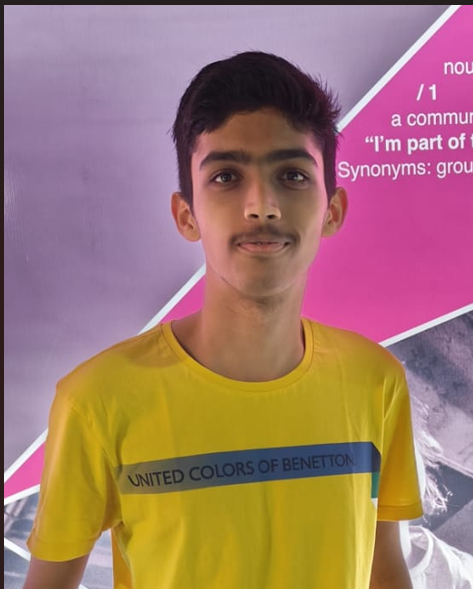 nou
/ 1
a commun
"I'm part of t
Synonyms: grou
UNITED COLORS OF BENETTON.